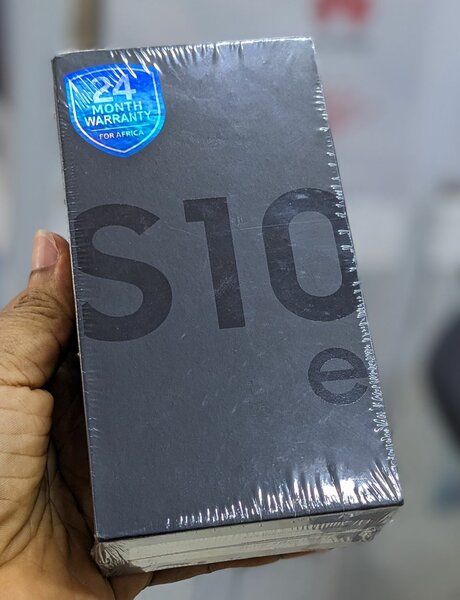 24
MONTH
WARRANTY
FOR AFRICA
S10
e